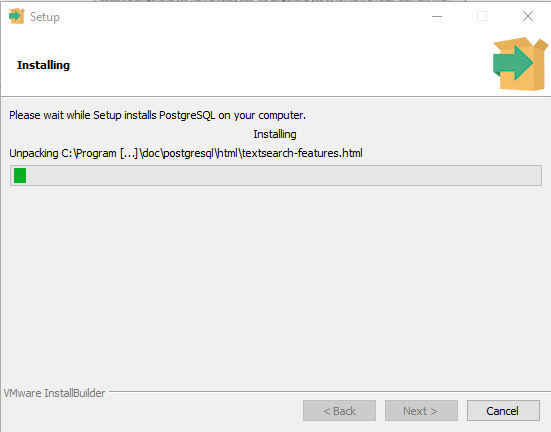 Setup
Installing
Please wait while Setup installs PostgreSQL on your computer.
Installing
Unpacking C:\Program [...]\doc\postgresql\html\textsearch-features.html
VMware InstallBuilder
< Back
Next >
Cancel